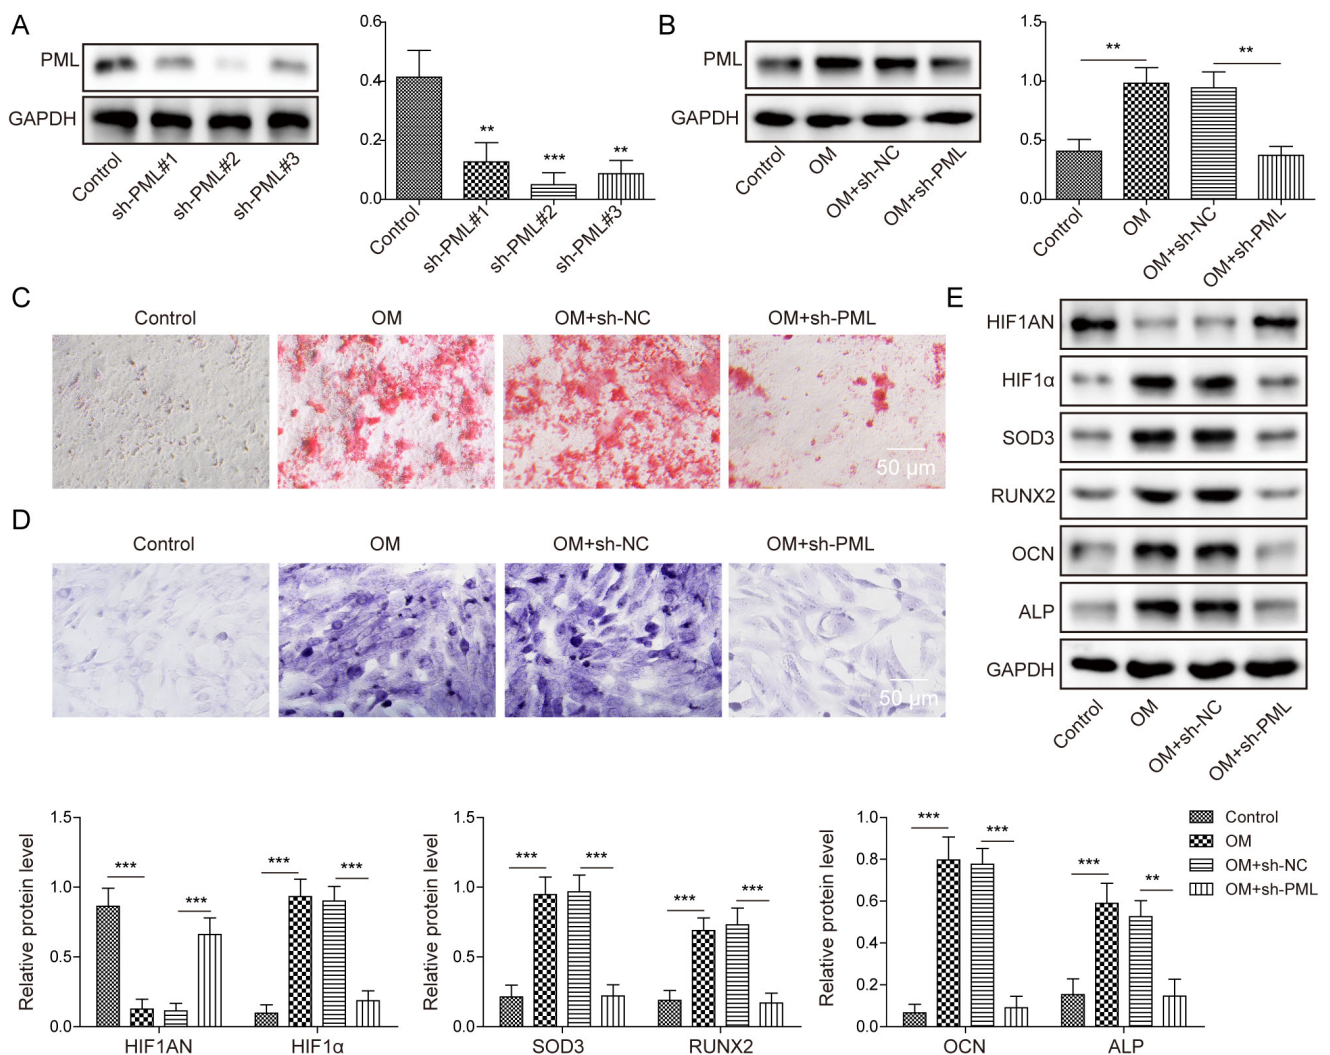 A
PML
GAPDH
Control
sh-PML#1
sh-PML#2
sh-PML#3
0.6
0.4
0.2
0.0
**
***
**
Control
sh-PML#1
sh-PML#2
sh-PML#3
B
PML
GAPDH
Control
OM
OM+sh-NC
OM+sh-PML
1.5
1.0
0.5
0.0
**
**
Control
OM
OM+sh-NC
OM+sh-PML
C
Control
OM
OM+sh-NC
OM+sh-PML
50 μm
D
Control
OM
OM+sh-NC
OM+sh-PML
50 μm
E
HIF1AN
HIF1α
SOD3
RUNX2
OCN
ALP
GAPDH
Control
OM
OM+sh-NC
OM+sh-PML
Relative protein level
1.5
1.0
0.5
0.0
***
***
***
***
HIF1AN
HIF1α
Relative protein level
1.5
1.0
0.5
0.0
***
***
***
***
SOD3
RUNX2
Relative protein level
1.0
0.8
0.6
0.4
0.2
0.0
***
***
***
**
OCN
ALP
Control
OM
OM+sh-NC
OM+sh-PML